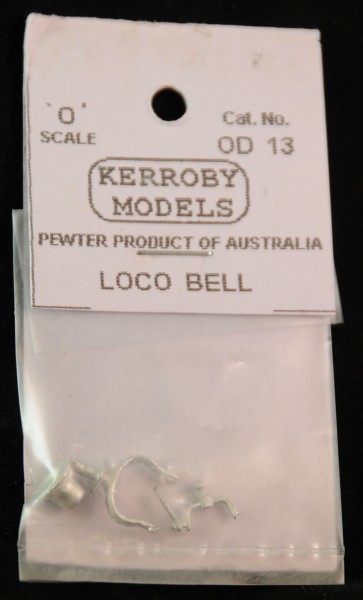 'O'
SCALE
Cat. No.
OD 13
KERROBY
MODELS
PEWTER PRODUCT OF AUSTRALIA
LOCO BELL